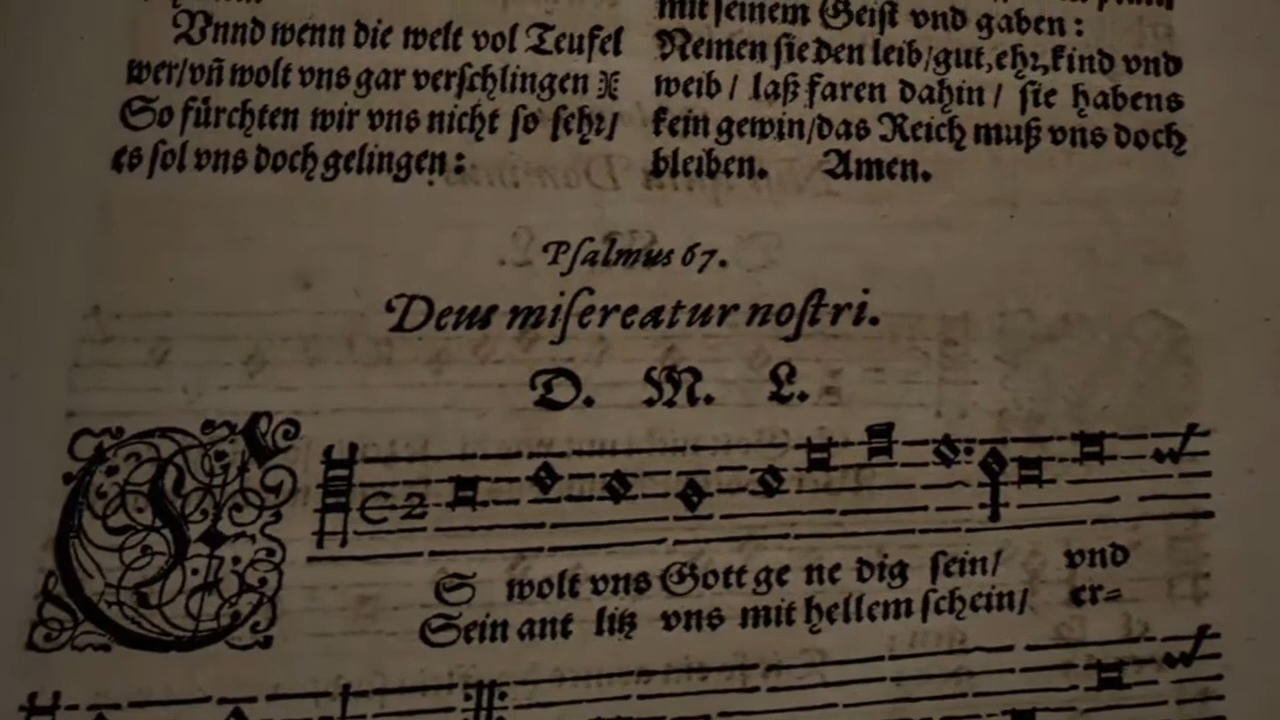 Vnnd wenn die welt vol Teufel
wer/vñ wolt vns gar verſchlingen
So fürchten wir vns nicht ſo ſehr/
es ſol vns doch gelingen:
mit ſeinem Geiſt vnd gaben:
Nemen ſie den leib/gut, ehr, kind vnd
weib/ laß faren dahin/ ſie habens
kein gewin/das Reich muß vns doch
bleiben. Amen.
Pſalmus 67.
Deus miſereatur noſtri.
D. M. L.
ES wolt vns Gott ge ne dig ſein/ vnd
Sein ant litz vns mit hellem ſchein/ er=